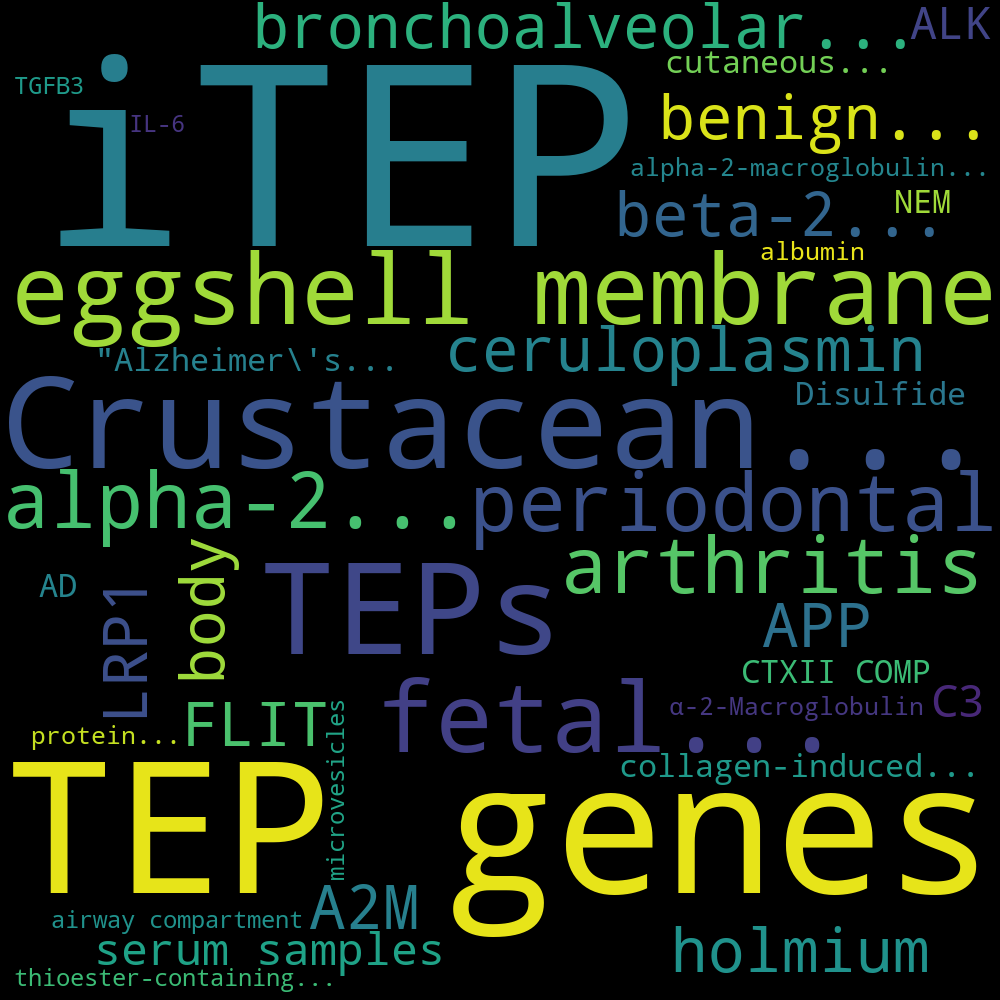 bronchoalveolar...
ALK
cutaneous...
TGFB3
iTEP
IL-6
benign...
alpha-2-macroglobulin...
beta-2...
NEM
albumin
eggshell membrane
"Alzheimer\'s...
ceruloplasmin
Disulfide
Crustacean...
alpha-2...
periodontal
arthritis
AD
LRP1
body
TEPs
APP
CTXII COMP
fetal...
α-2-Macroglobulin
C3
protein...
FLIT
microvesicles
collagen-induced...
TEP genes
A2M
airway compartment
serum samples
holmium
thioester-containing...